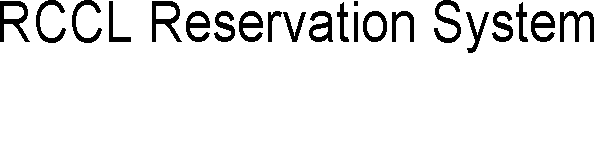 RCCL Reservation System